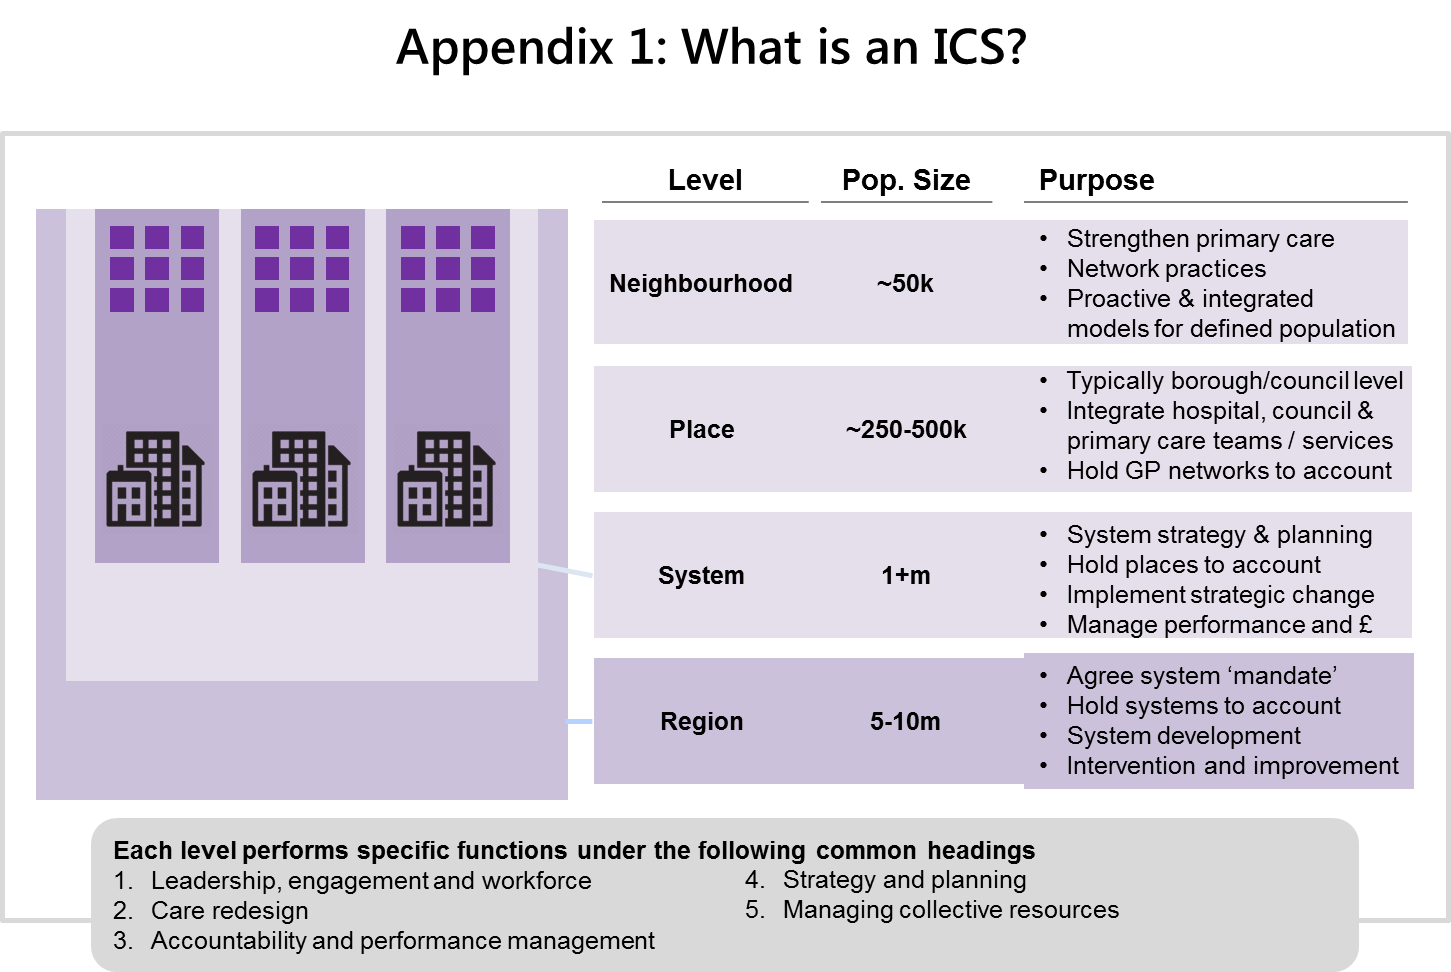 Appendix 1: What is an ICS?
Level Pop. Size Purpose
Neighbourhood ~50k
• Strengthen primary care
• Network practices
• Proactive & integrated
models for defined population
Place ~250-500k
• Typically borough/council level
• Integrate hospital, council &
primary care teams / services
• Hold GP networks to account
System 1+m
• System strategy & planning
• Hold places to account
• Implement strategic change
• Manage performance and £
Region 5-10m
• Agree system ‘mandate’
• Hold systems to account
• System development
• Intervention and improvement
Each level performs specific functions under the following common headings
1. Leadership, engagement and workforce
2. Care redesign
3. Accountability and performance management
4. Strategy and planning
5. Managing collective resources